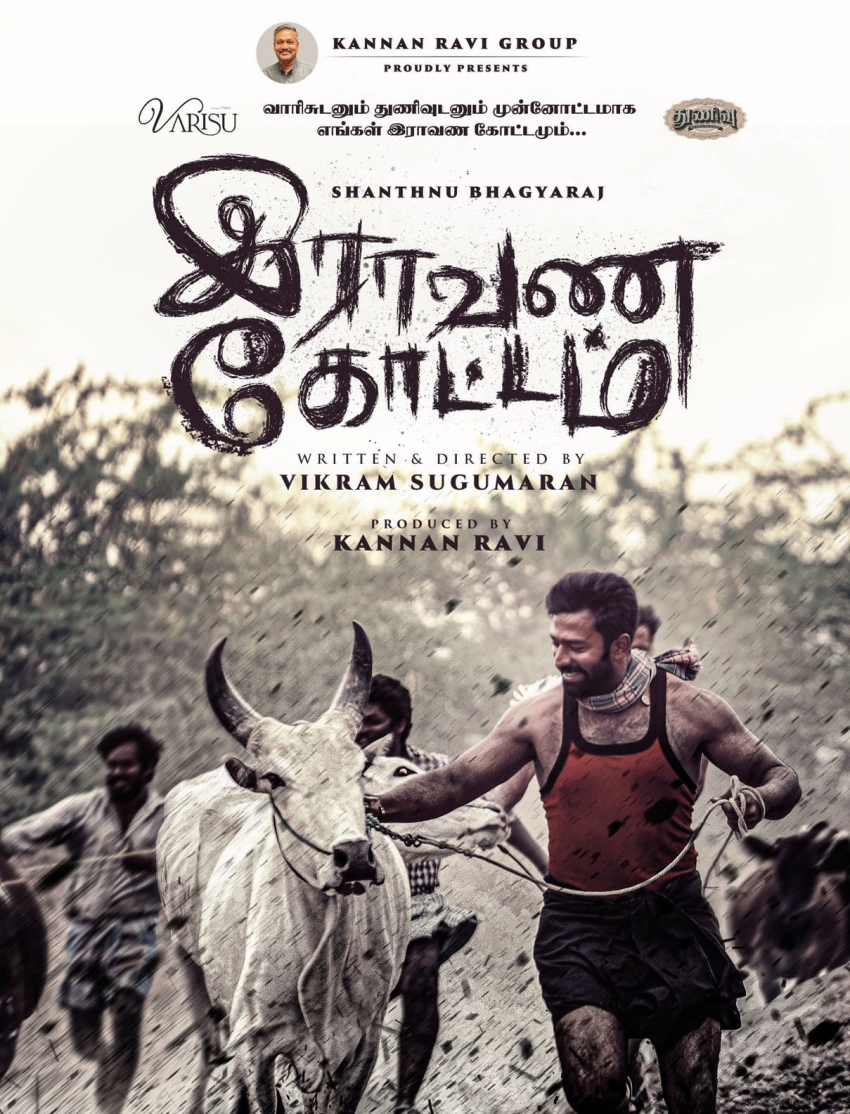 KANNAN RAVI GROUP
PROUDLY PRESENTS
VARISU
வாரிசுடனும் துணிவுடனும் முன்னோட்டமாக
எங்கள் இராவண கோட்டமும்...
துணிவு
SHANTHNU BHAGYARAJ
இராவண
கோட்டம்
WRITTEN & DIRECTED BY
VIKRAM SUGUMARAN
PRODUCED BY
KANNAN RAVI